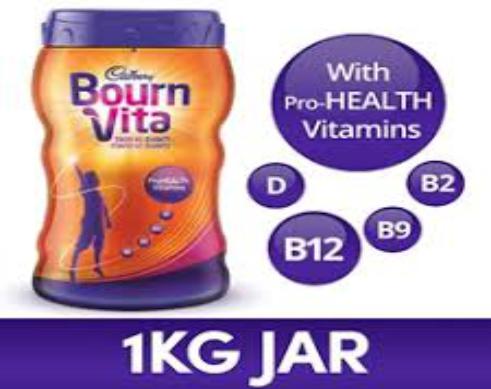 Cadbury
Bourn
Vita
With
Pro-HEALTH
Vitamins
D
B2
B12
B9
1KG JAR